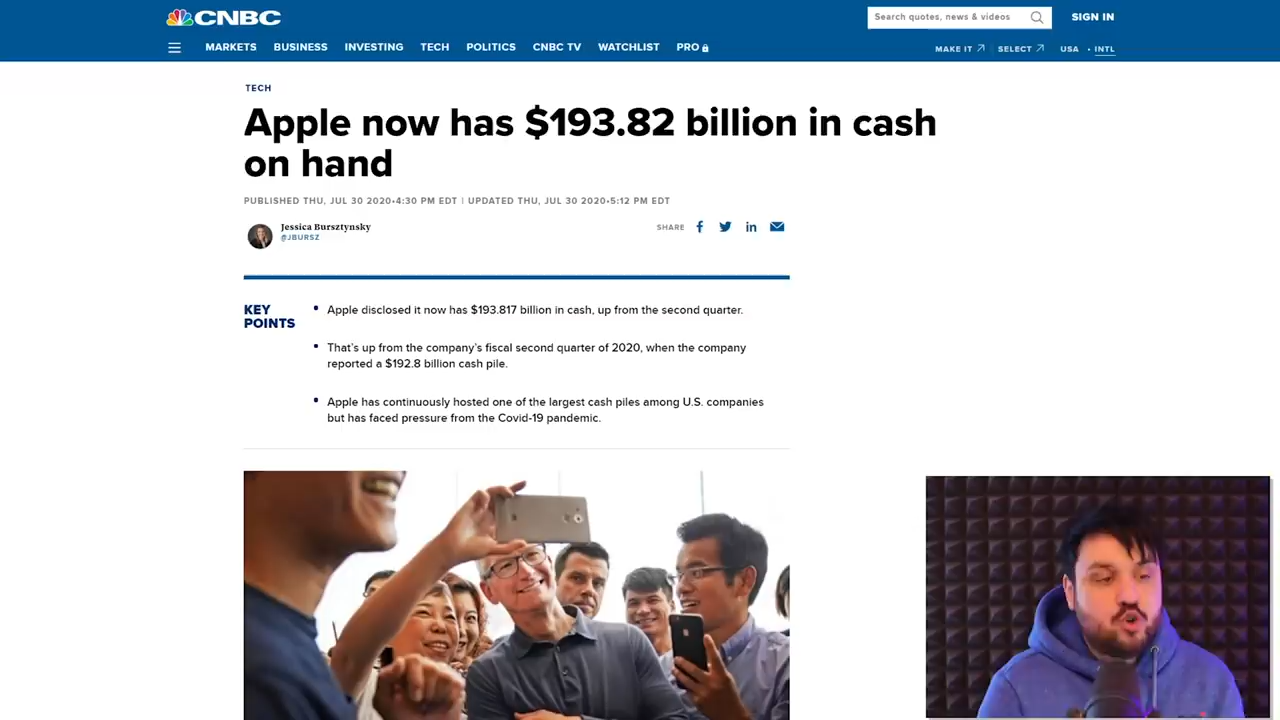 CNBC
Search quotes, news & videos
SIGN IN
MARKETS BUSINESS INVESTING TECH POLITICS CNBC TV WATCHLIST PRO
MAKE IT SELECT USA • INTL
TECH
Apple now has $193.82 billion in cash
on hand
PUBLISHED THU, JUL 30 2020•4:30 PM EDT | UPDATED THU, JUL 30 2020•5:12 PM EDT
Jessica Bursztynsky
@JBURSZ
SHARE
KEY
POINTS
• Apple disclosed it now has $193.817 billion in cash, up from the second quarter.
• That’s up from the company’s fiscal second quarter of 2020, when the company
reported a $192.8 billion cash pile.
• Apple has continuously hosted one of the largest cash piles among U.S. companies
but has faced pressure from the Covid-19 pandemic.